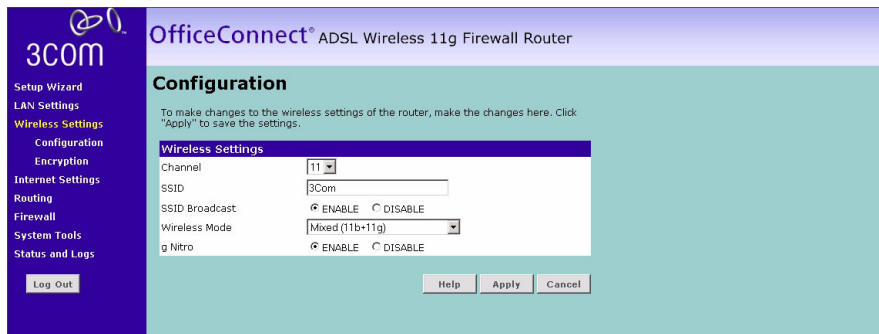 3COM
OfficeConnect® ADSL Wireless 11g Firewall Router
Setup Wizard
LAN Settings
Wireless Settings
Configuration
Encryption
Internet Settings
Routing
Firewall
System Tools
Status and Logs
Log Out
Configuration
To make changes to the wireless settings of the router, make the changes here. Click
"Apply" to save the settings.
Wireless Settings
Channel 11
SSID 3Com
SSID Broadcast ENABLE DISABLE
Wireless Mode Mixed (11b+11g)
g Nitro ENABLE DISABLE
Help Apply Cancel